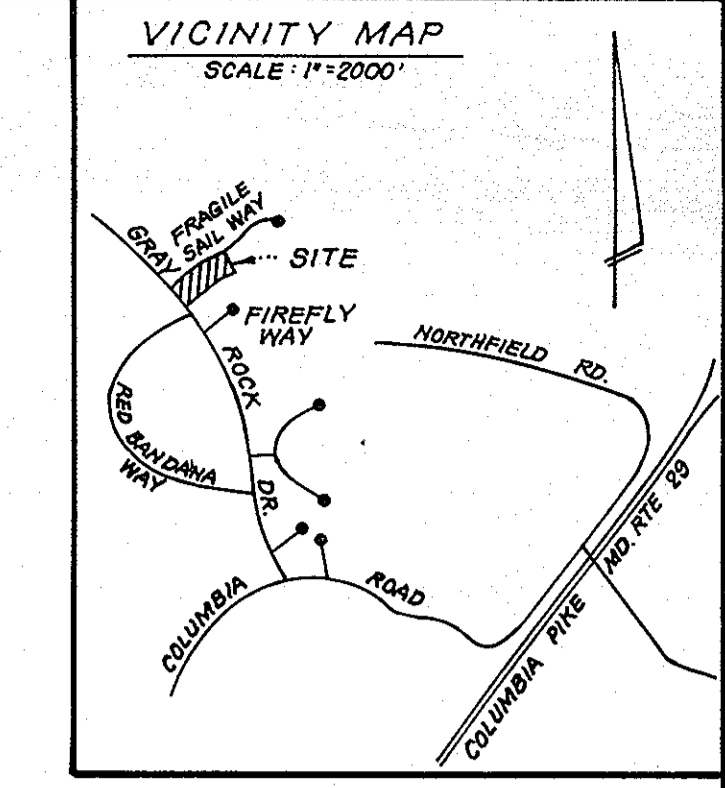 VICINITY MAP
SCALE : 1"=2000'
FRAGILE
SAIL WAY
GRAY
SITE
FIREFLY
WAY
ROCK
NORTHFIELD RD.
RED BANDANA
WAY
DR.
MD. RTE 29
COLUMBIA ROAD
COLUMBIA PIKE